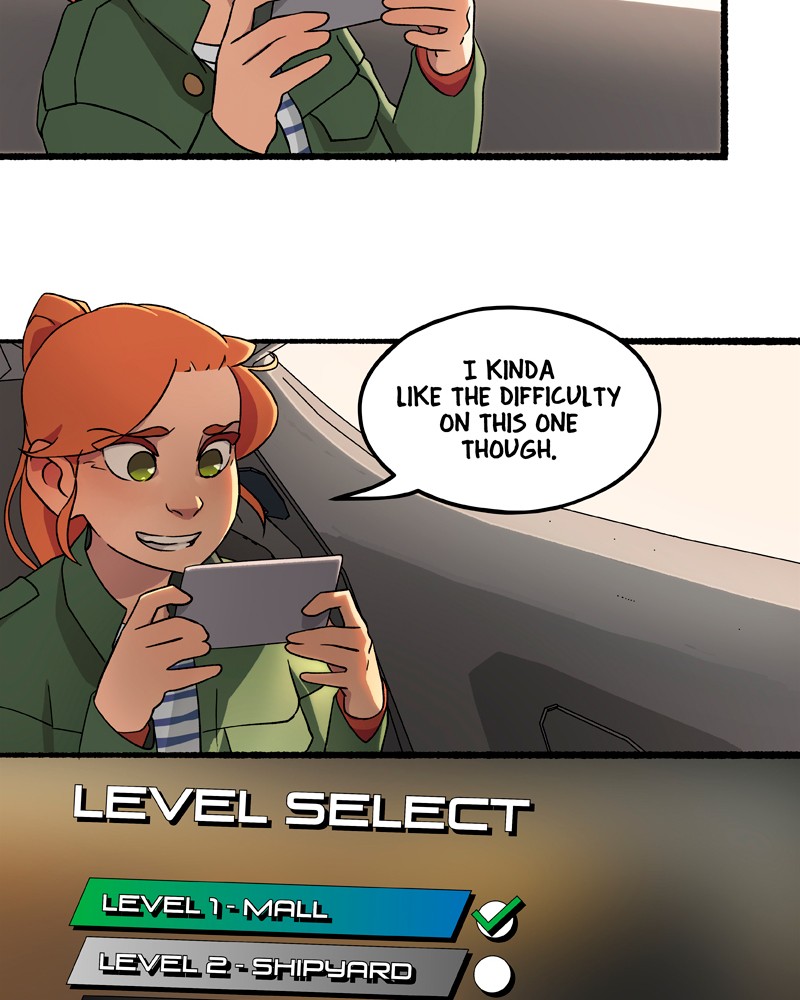 I KINDA
LIKE THE DIFFICULTY
ON THIS ONE
THOUGH.
LEVEL SELECT
LEVEL 1 - MALL
LEVEL 2 - SHIPYARD